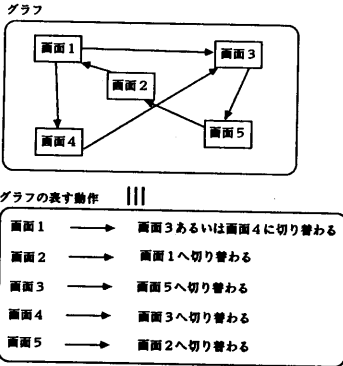 グラフ
画面1
画面3
画面2
画面4
画面5
グラフの表す動作
画面1 → 画面3あるいは画面4に切り替わる
画面2 → 画面1へ切り替わる
画面3 → 画面5へ切り替わる
画面4 → 画面3へ切り替わる
画面5 → 画面2へ切り替わる